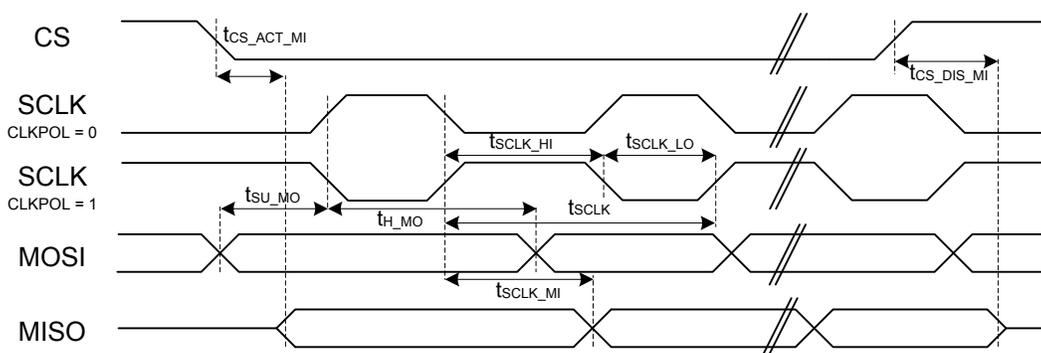 CS
tCS_ACT_MI
tCS_DIS_MI
SCLK
CLKPOL = 0
tSCLK_HI
tSCLK_LO
SCLK
CLKPOL = 1
tSU_MO
tH_MO
tSCLK
MOSI
tSCLK_MI
MISO